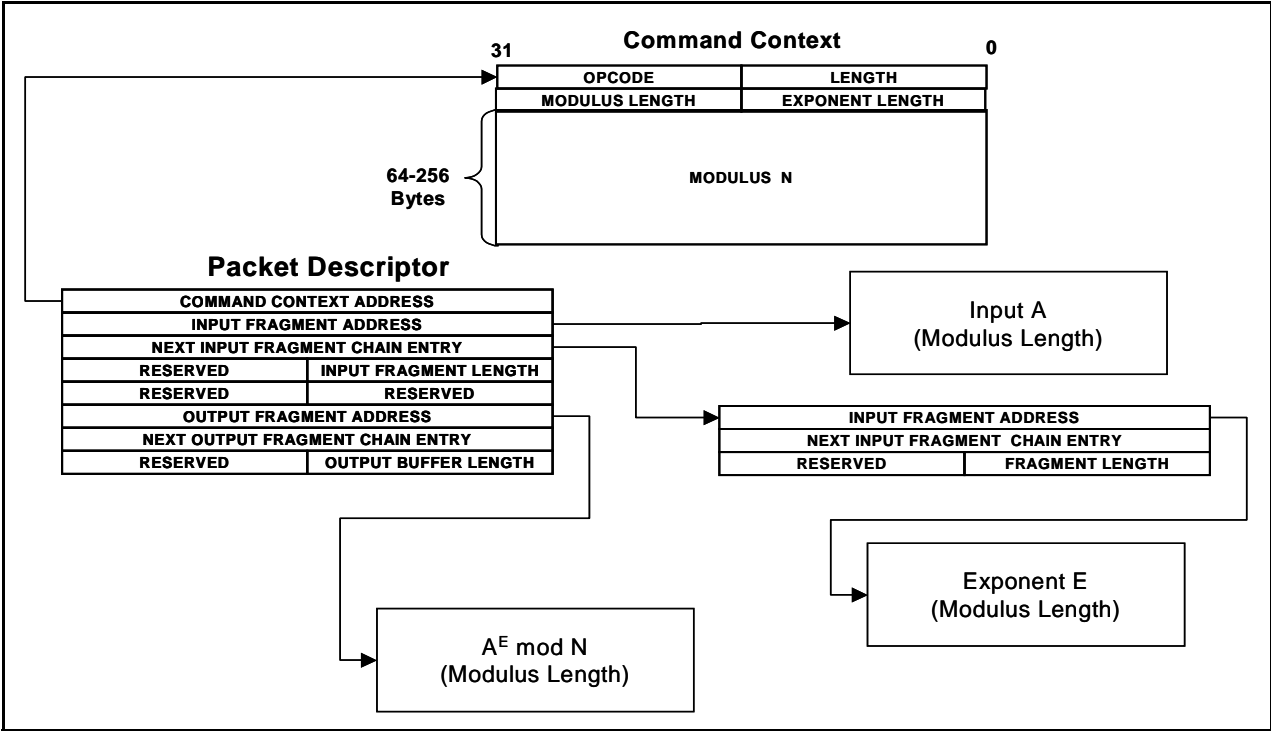 Command Context
31 0
OPCODE LENGTH
MODULUS LENGTH EXPONENT LENGTH
64-256
Bytes
MODULUS N
Packet Descriptor
COMMAND CONTEXT ADDRESS
INPUT FRAGMENT ADDRESS
NEXT INPUT FRAGMENT CHAIN ENTRY
RESERVED INPUT FRAGMENT LENGTH
RESERVED RESERVED
OUTPUT FRAGMENT ADDRESS
NEXT OUTPUT FRAGMENT CHAIN ENTRY
RESERVED OUTPUT BUFFER LENGTH
Input A
(Modulus Length)
INPUT FRAGMENT ADDRESS
NEXT INPUT FRAGMENT CHAIN ENTRY
RESERVED FRAGMENT LENGTH
Exponent E
(Modulus Length)
Aᴱ mod N
(Modulus Length)